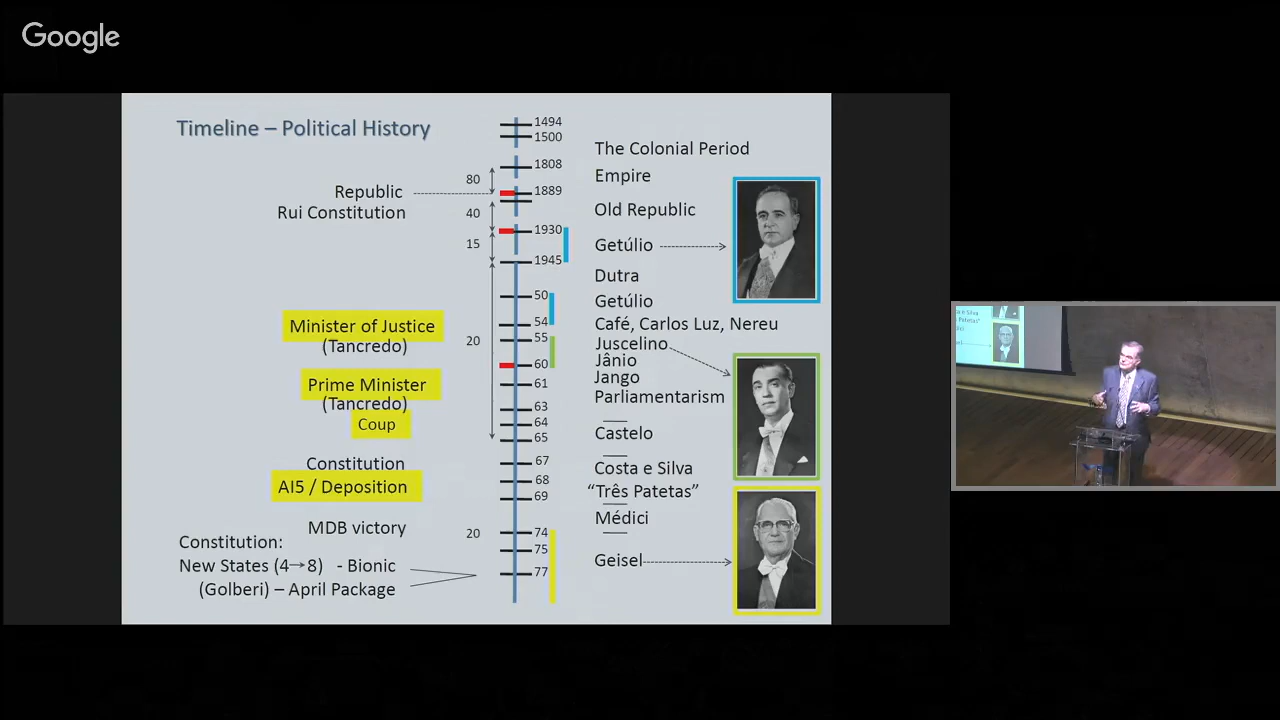 Google
Timeline – Political History
1494
1500
The Colonial Period
1808
80
Empire
Republic
1889
Rui Constitution
40
Old Republic
1930
15
Getúlio
1945
Dutra
50
Getúlio
Minister of Justice
54
Café, Carlos Luz, Nereu
(Tancredo)
20
55
Juscelino
60
Jânio
Prime Minister
61
Jango
(Tancredo)
63
Parliamentarism
Coup
64
65
Castelo
Constitution
67
Costa e Silva
AI5 / Deposition
68
69
"Três Patetas"
MDB victory
20
74
Médici
Constitution:
75
New States (4→8) - Bionic
77
Geisel
(Golberi) – April Package